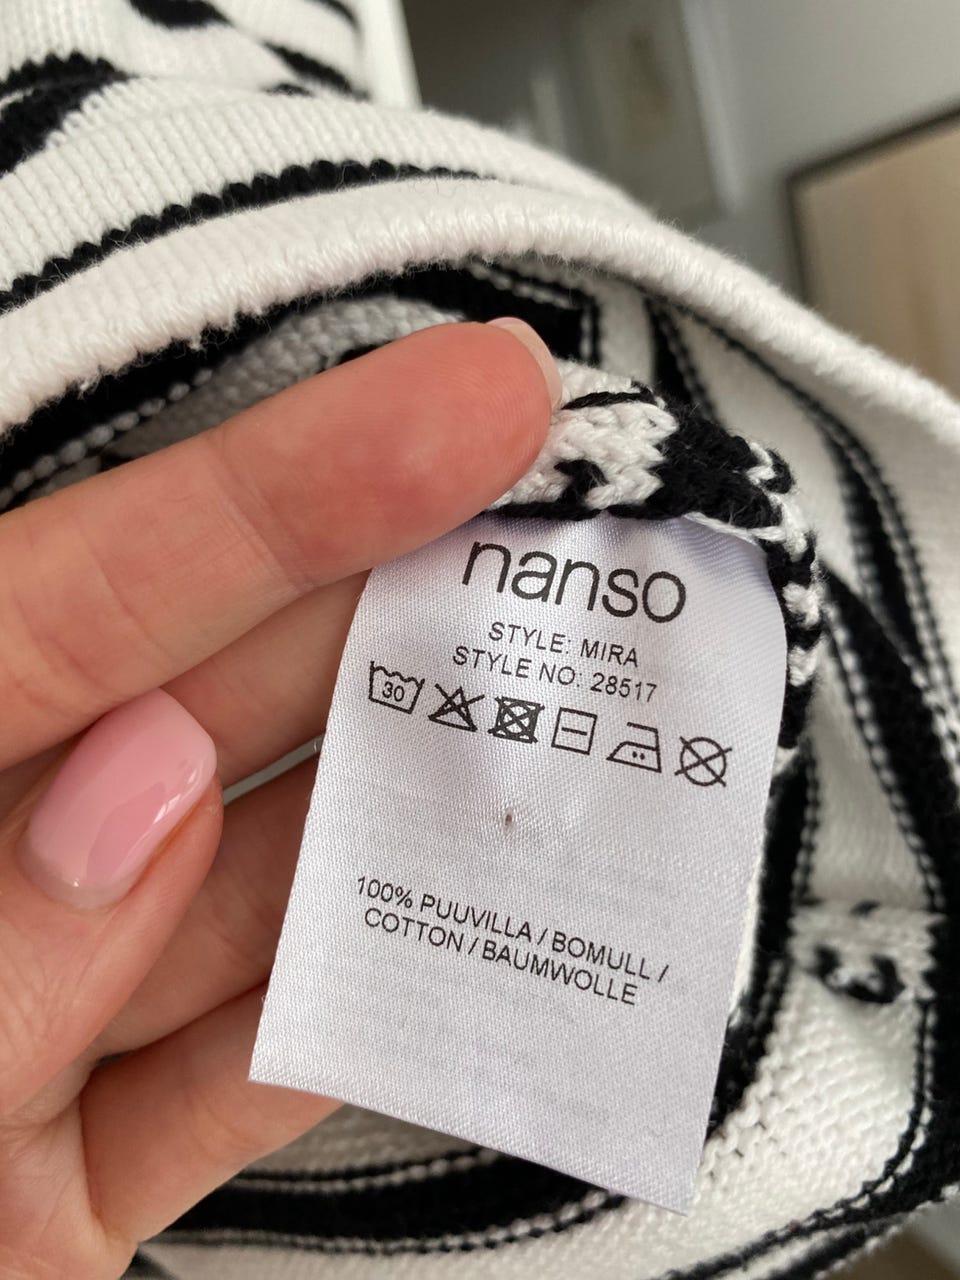 nanso
STYLE: MIRA
STYLE NO: 28517
30
100% PUUVILLA / BOMULL /
COTTON / BAUMWOLLE